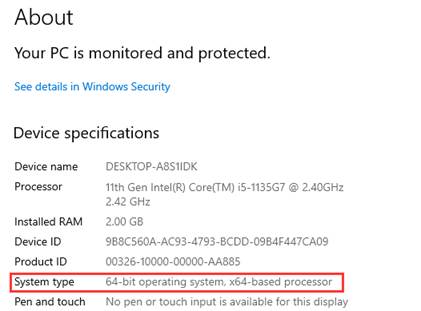 About
Your PC is monitored and protected.
See details in Windows Security
Device specifications
Device name DESKTOP-A8S1IDK
Processor 11th Gen Intel(R) Core(TM) i5-1135G7 @ 2.40GHz
2.42 GHz
Installed RAM 2.00 GB
Device ID 9B8C560A-AC93-4793-BCDD-09B4F447CA09
Product ID 00326-10000-00000-AA885
System type 64-bit operating system, x64-based processor
Pen and touch No pen or touch input is available for this display